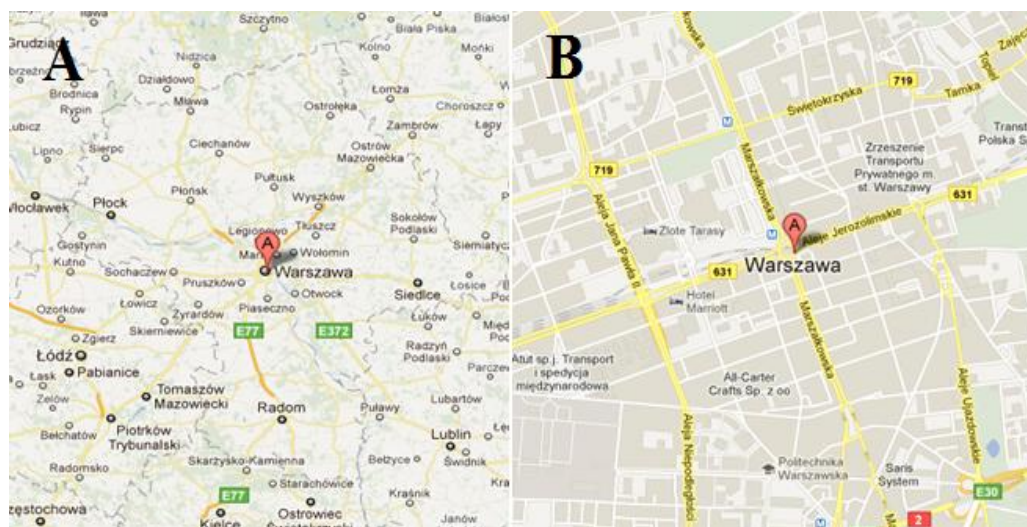 A
Szczytno
Biała Piska
Grudziądz
Nidzica
Kolno
Mońki
Brodnica
Działdowo
Łomża
Rypin
Mława
Choroszcz
Ostrołęka
Zambrów
Łapy
Lipno
Sierpc
Ciechanów
Ostrów
Mazowiecka
Pułtusk
Włocławek
Płońsk
Wyszków
Płock
Sokołów
Podlaski
Legionowo
Tłuszcz
Gostynin
A
Wołomin
Siemiatycze
Kutno
Sochaczew
Warszawa
Pruszków
Otwock
Siedlce
Łosice
Łowicz
Piaseczno
Ozorków
Żyrardów
Łuków
Skierniewice
E77
E372
Zgierz
Radzyń
Podlaski
Łódź
Pabianice
Łask
Tomaszów
Mazowiecki
Zelów
Radom
Puławy
Lubartów
Piotrków
Trybunalski
Bełchatów
Lublin
Bełżyce
Świdnik
Radomsko
Skarżysko-Kamienna
E77
Starachowice
Kraśnik
Ostrowiec
Świętokrzyski
Janów
Częstochowa
Kielce
B
719
Topiel
Tamka
Świętokrzyska
M
Marszałkowska
719
Zrzeszenie
Transportu
Prywatnego m.
st. Warszawy
Aleja Jana Pawła II
631
Złote Tarasy
M
A
Aleje Jerozolimskie
Warszawa
631
Hotel
Marriott
Marszałkowska
Atut sp.j. Transport
i spedycja
międzynarodowa
All-Carter
Crafts Sp. z oo
Aleje Ujazdowskie
Aleja Niepodległości
Politechnika
Warszawska
Saris
System
E30
2